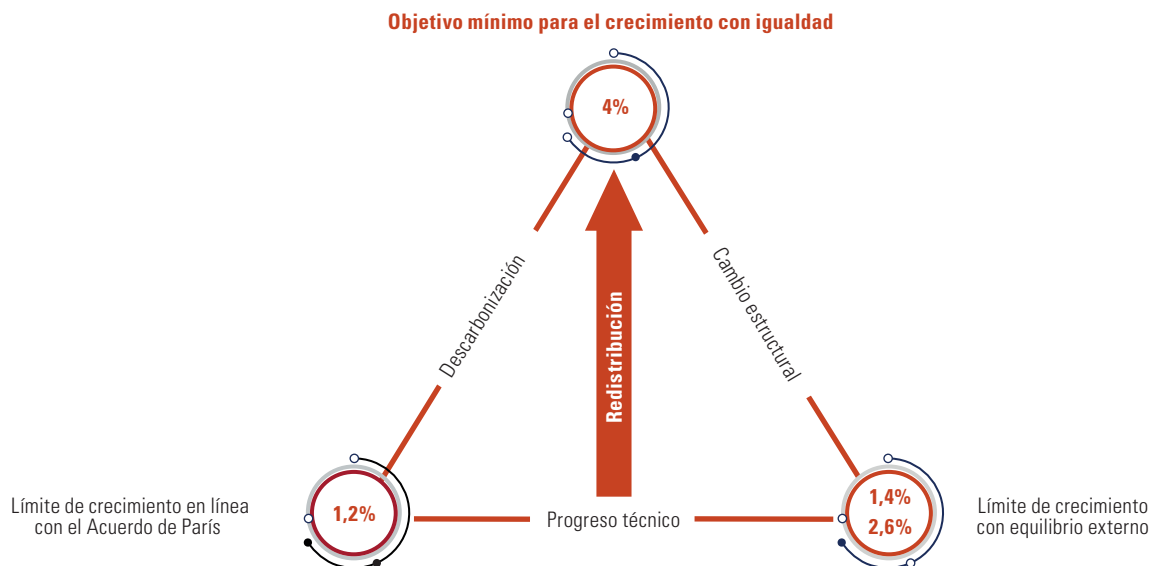 Objetivo mínimo para el crecimiento con igualdad
4%
Descarbonización
Cambio estructural
Redistribución
Límite de crecimiento en línea
con el Acuerdo de París
1,2%
Progreso técnico
1,4%
2,6%
Límite de crecimiento
con equilibrio externo